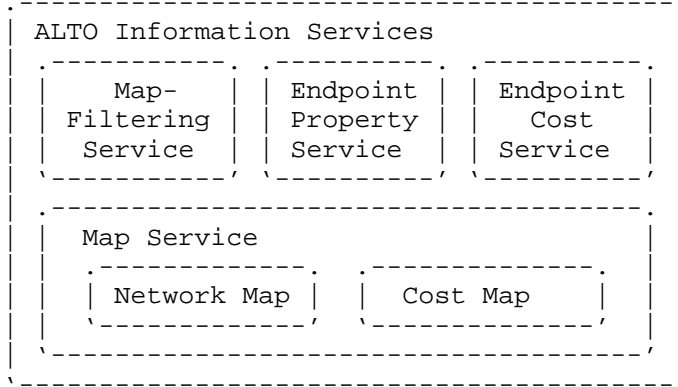 ALTO Information Services
Map- Endpoint Endpoint
Filtering Property Cost
Service Service Service
Map Service
Network Map Cost Map